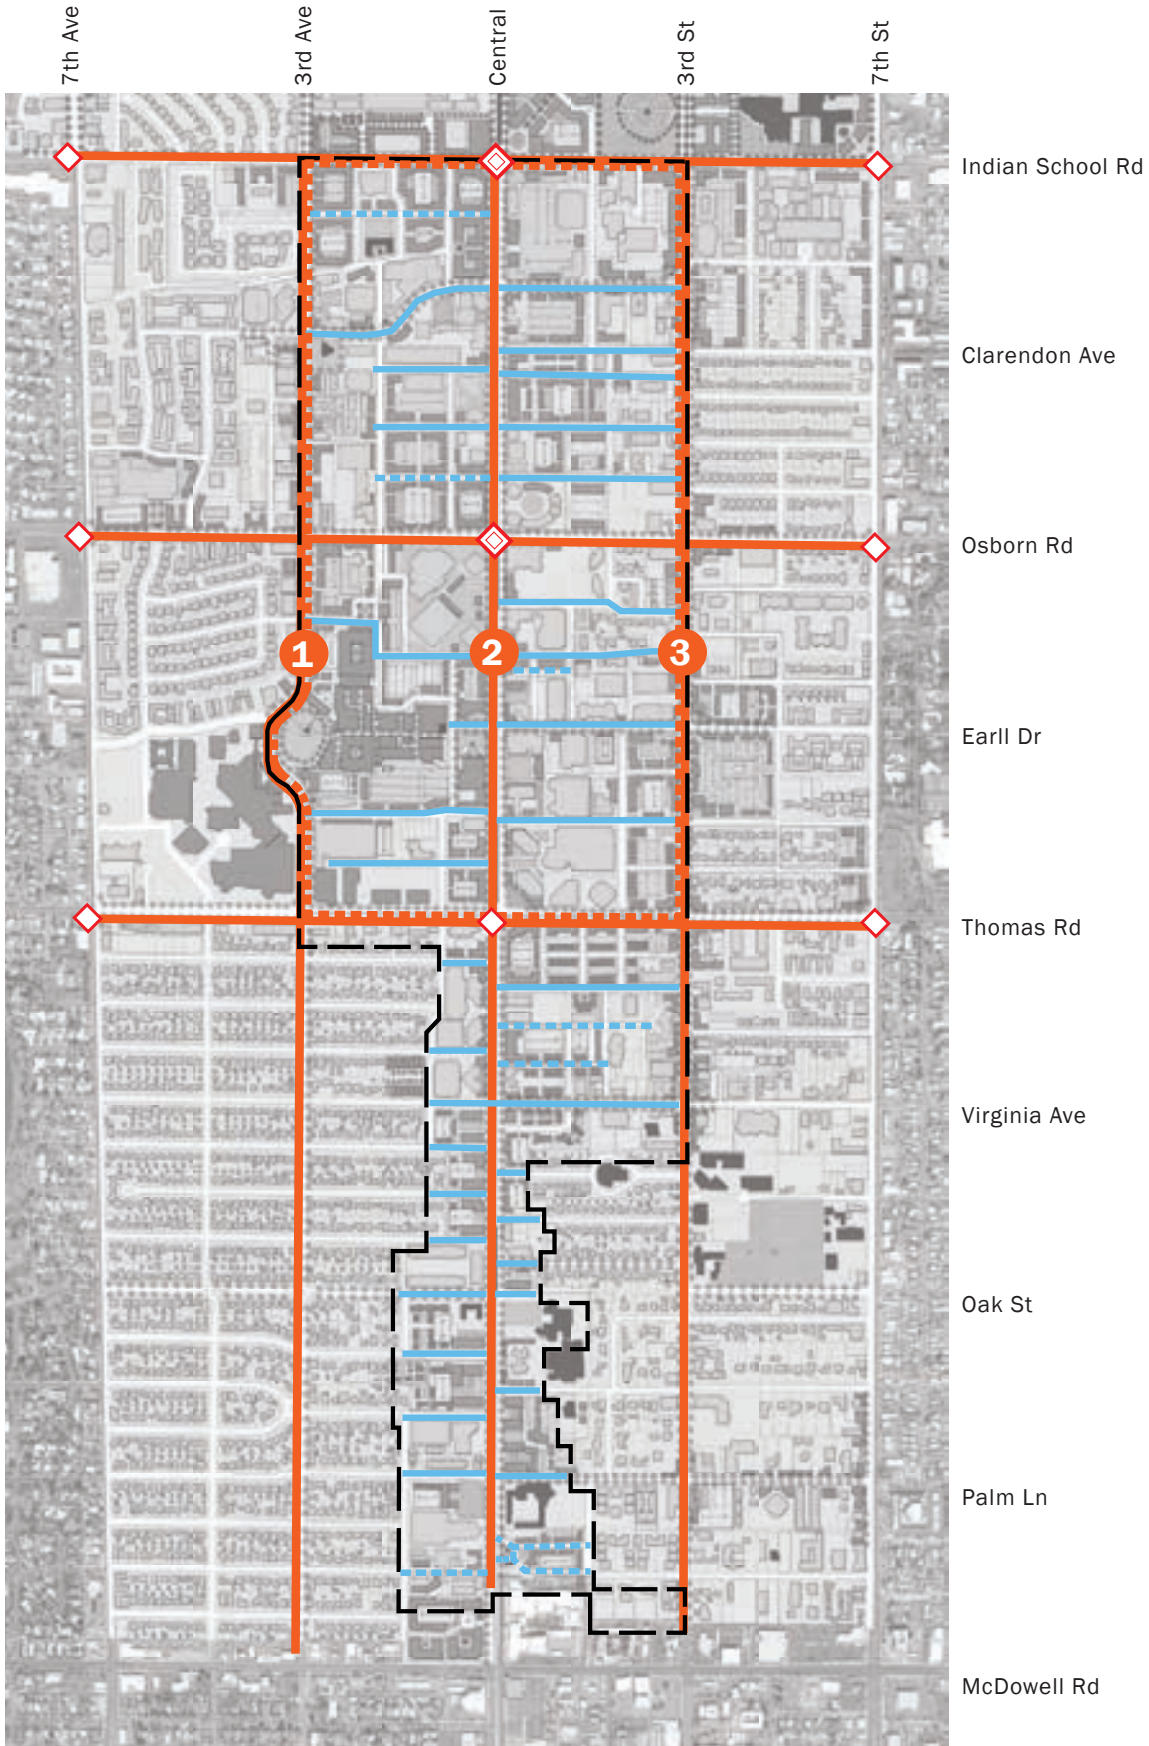 7th Ave
3rd Ave
Central
3rd St
7th St
Indian School Rd
Clarendon Ave
Osborn Rd
1
2
3
Earll Dr
Thomas Rd
Virginia Ave
Oak St
Palm Ln
McDowell Rd